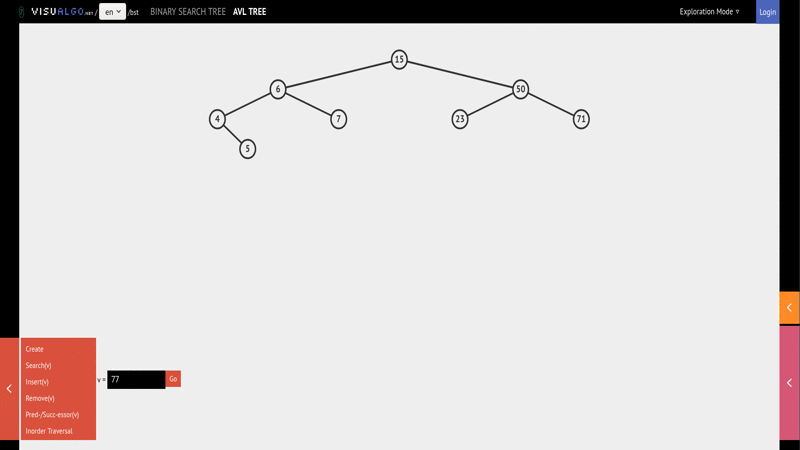 VISUALGO.NET / en /bst BINARY SEARCH TREE AVL TREE Exploration Mode ▿ Login
15
6 50
4 7 23 71
5
Create
Search(v)
Insert(v)
Remove(v)
Pred-/Succ-essor(v)
Inorder Traversal
v = 77 Go